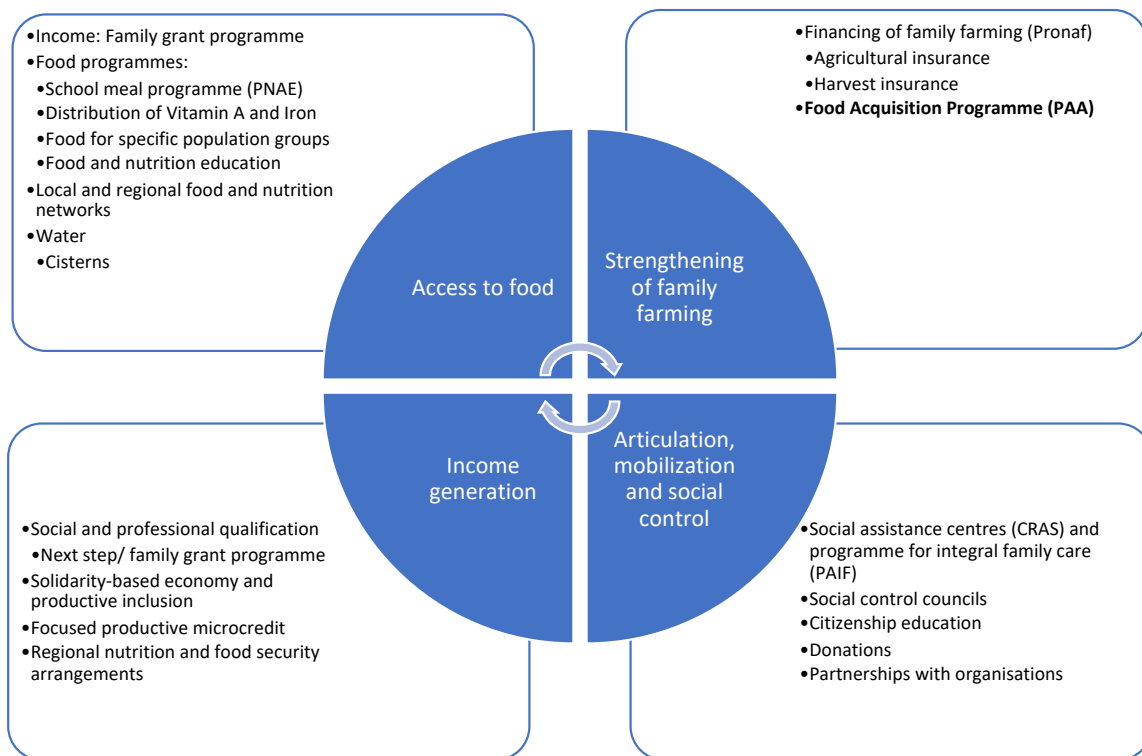 •Income: Family grant programme
•Food programmes:
•School meal programme (PNAE)
•Distribution of Vitamin A and Iron
•Food for specific population groups
•Food and nutrition education
•Local and regional food and nutrition
networks
•Water
•Cisterns
•Financing of family farming (Pronaf)
•Agricultural insurance
•Harvest insurance
•Food Acquisition Programme (PAA)
Access to food
Strengthening
of family
farming
Income
generation
Articulation,
mobilization
and social
control
•Social and professional qualification
•Next step/ family grant programme
•Solidarity-based economy and
productive inclusion
•Focused productive microcredit
•Regional nutrition and food security
arrangements
•Social assistance centres (CRAS) and
programme for integral family care
(PAIF)
•Social control councils
•Citizenship education
•Donations
•Partnerships with organisations